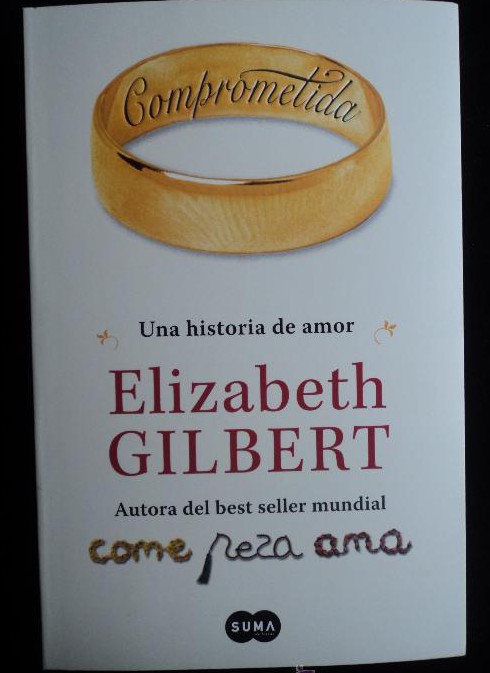 Comprometida
Una historia de amor
Elizabeth
GILBERT
Autora del best seller mundial
come reza ama
SUMA